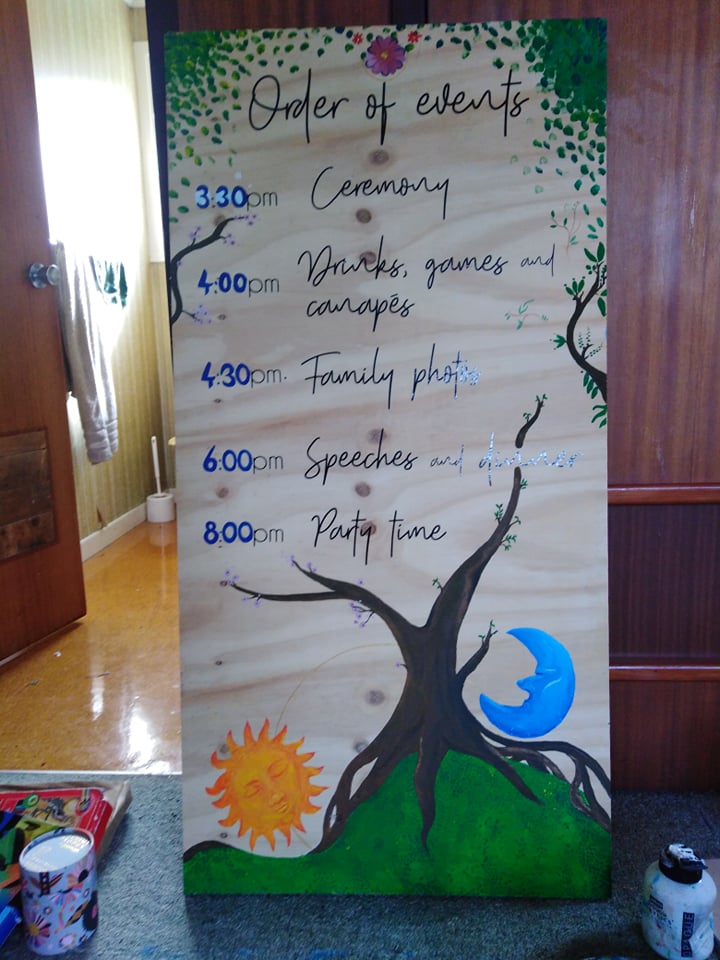 Order of events
3:30pm Ceremony
4:00pm Drinks, games and
canapés
4:30pm. Family photos
6:00pm Speeches and dinner
8:00pm Party time